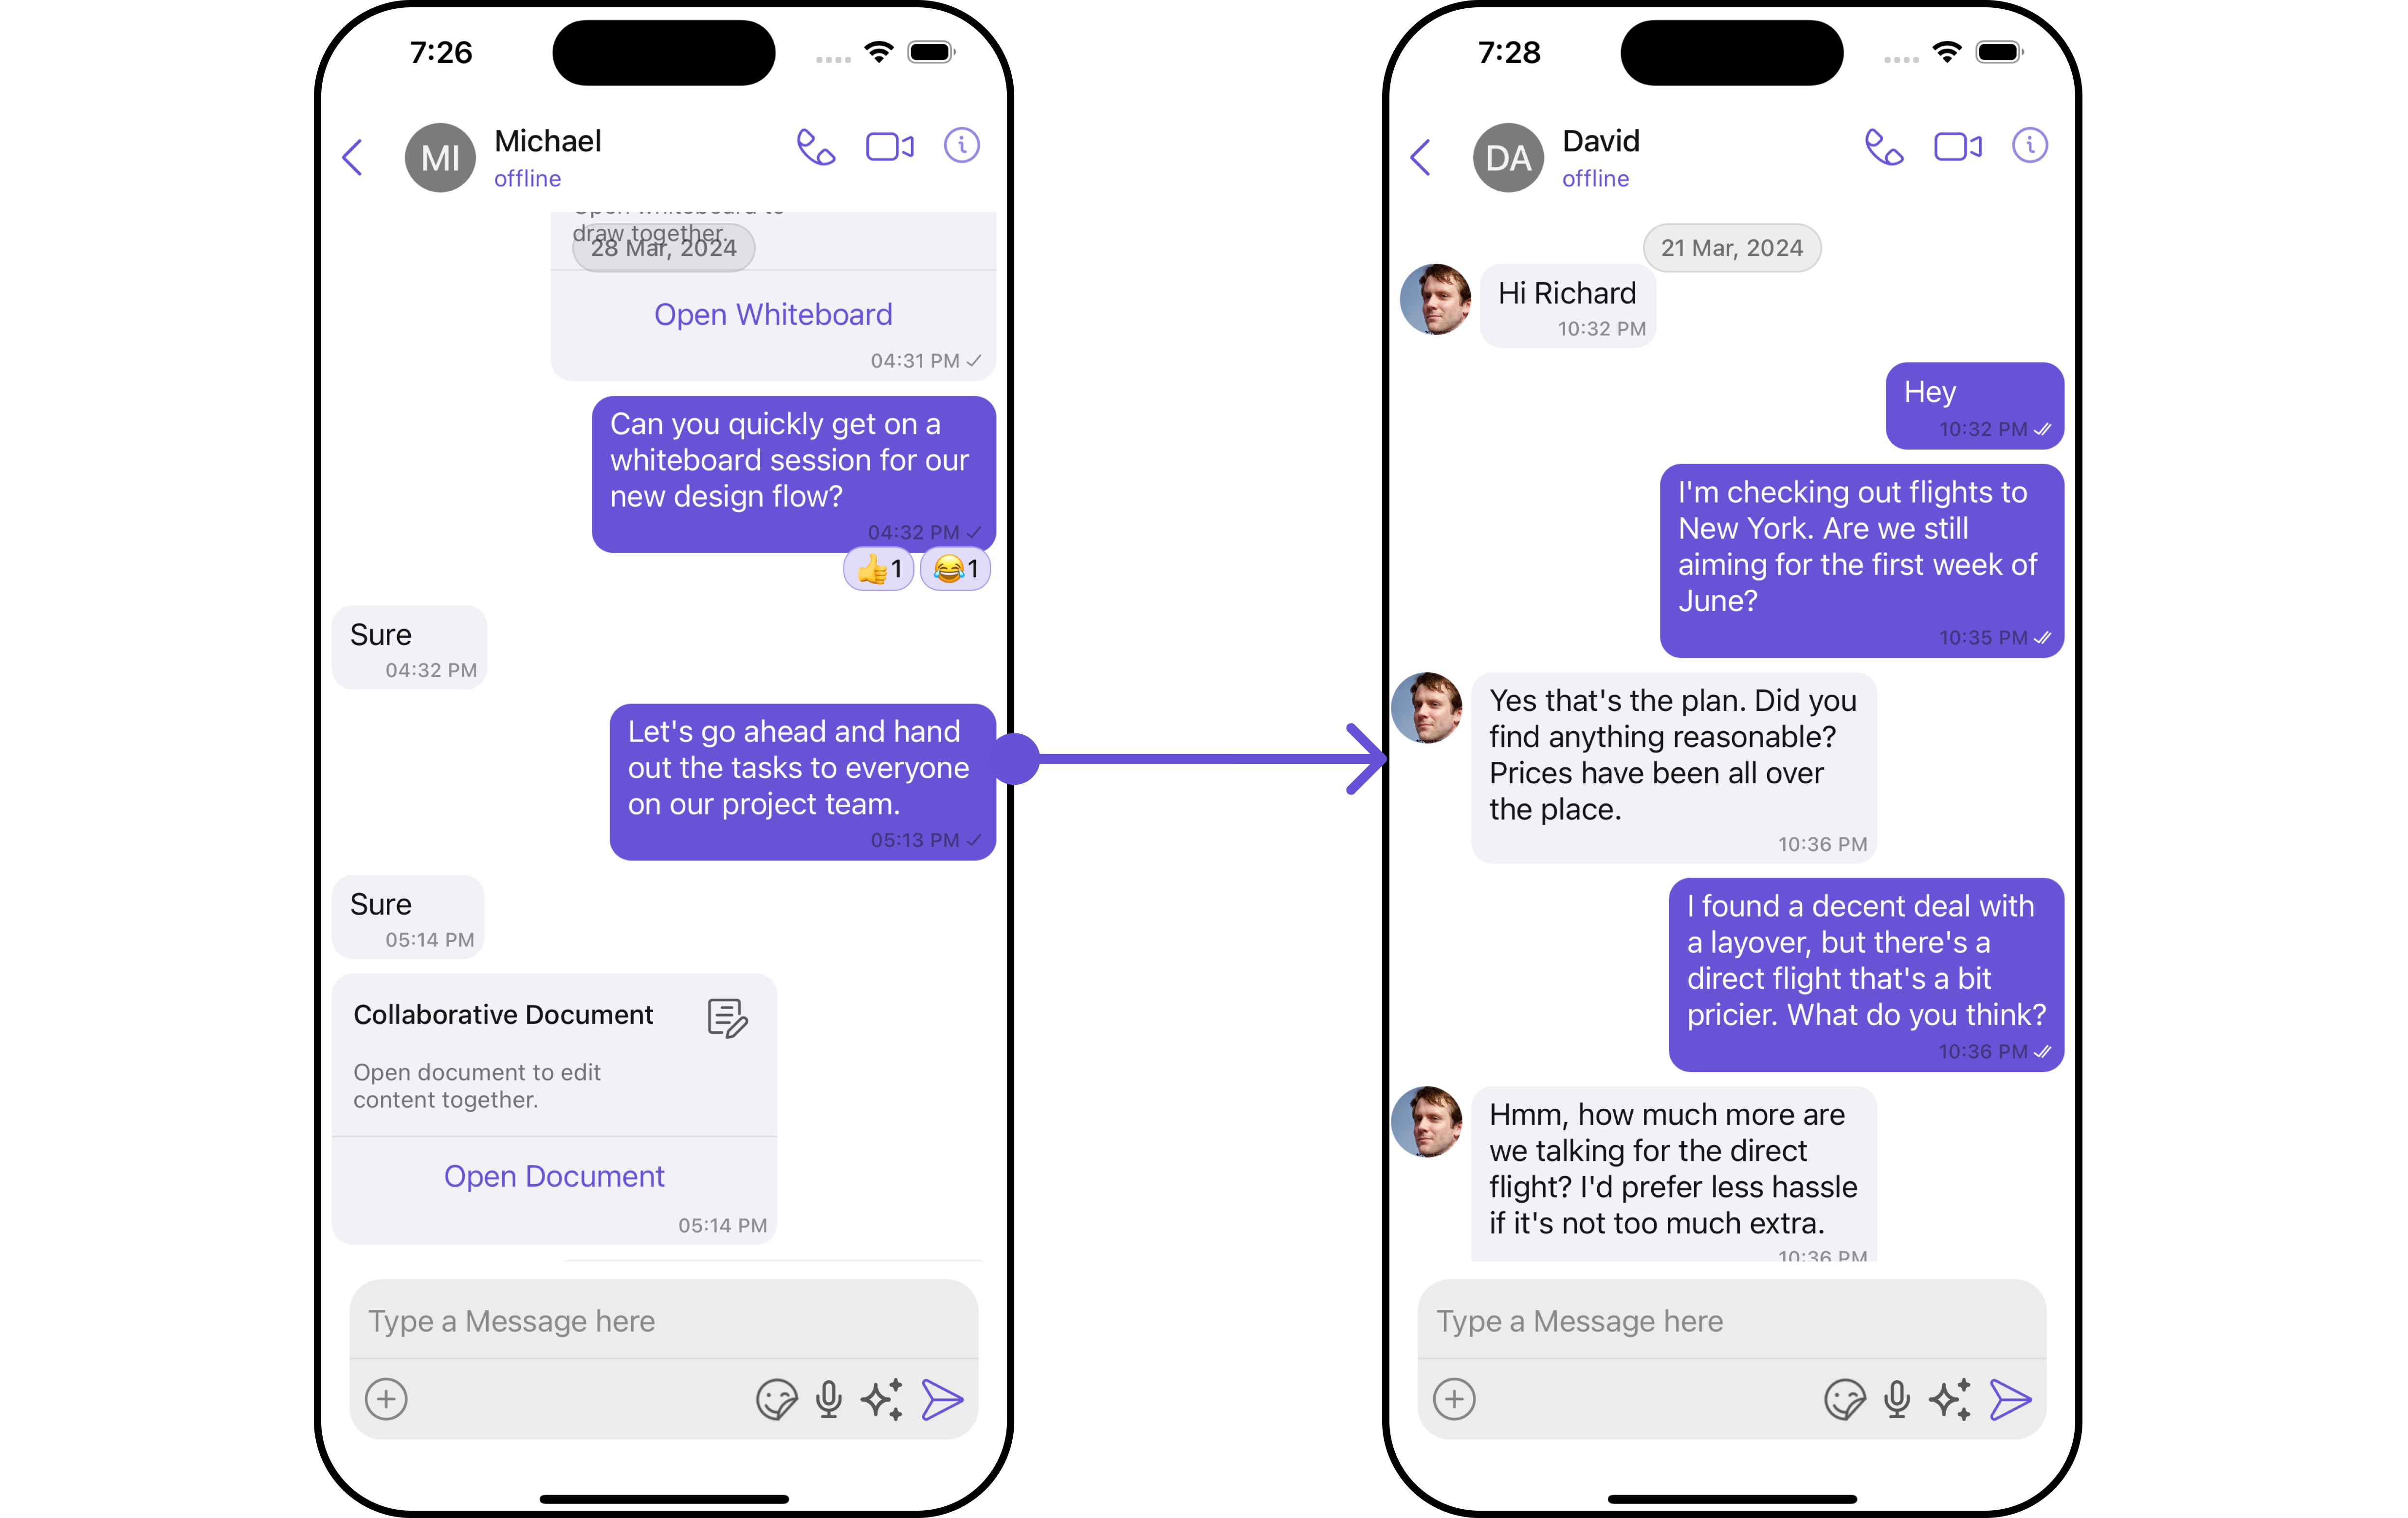 7:26
MI
Michael
offline
Open whiteboard to
draw together.
28 Mar, 2024
Open Whiteboard
04:31 PM
Can you quickly get on a
whiteboard session for our
new design flow?
04:32 PM
1 1
Sure
04:32 PM
Let's go ahead and hand
out the tasks to everyone
on our project team.
05:13 PM
Sure
05:14 PM
Collaborative Document
Open document to edit
content together.
Open Document
05:14 PM
Type a Message here
7:28
DA
David
offline
21 Mar, 2024
Hi Richard
10:32 PM
Hey
10:32 PM
I'm checking out flights to
New York. Are we still
aiming for the first week of
June?
10:35 PM
Yes that's the plan. Did you
find anything reasonable?
Prices have been all over
the place.
10:36 PM
I found a decent deal with
a layover, but there's a
direct flight that's a bit
pricier. What do you think?
10:36 PM
Hmm, how much more are
we talking for the direct
flight? I'd prefer less hassle
if it's not too much extra.
10:36 PM
Type a Message here